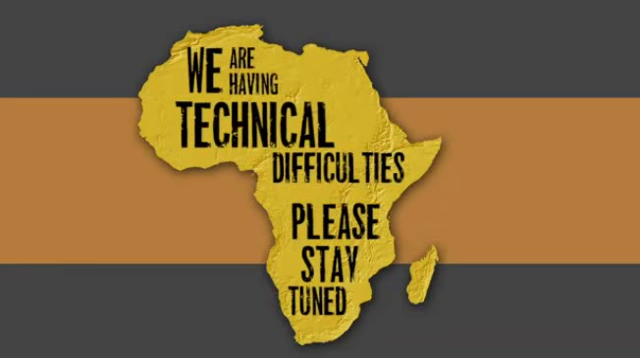 WE ARE
HAVING
TECHNICAL
DIFFICULTIES
PLEASE
STAY
TUNED